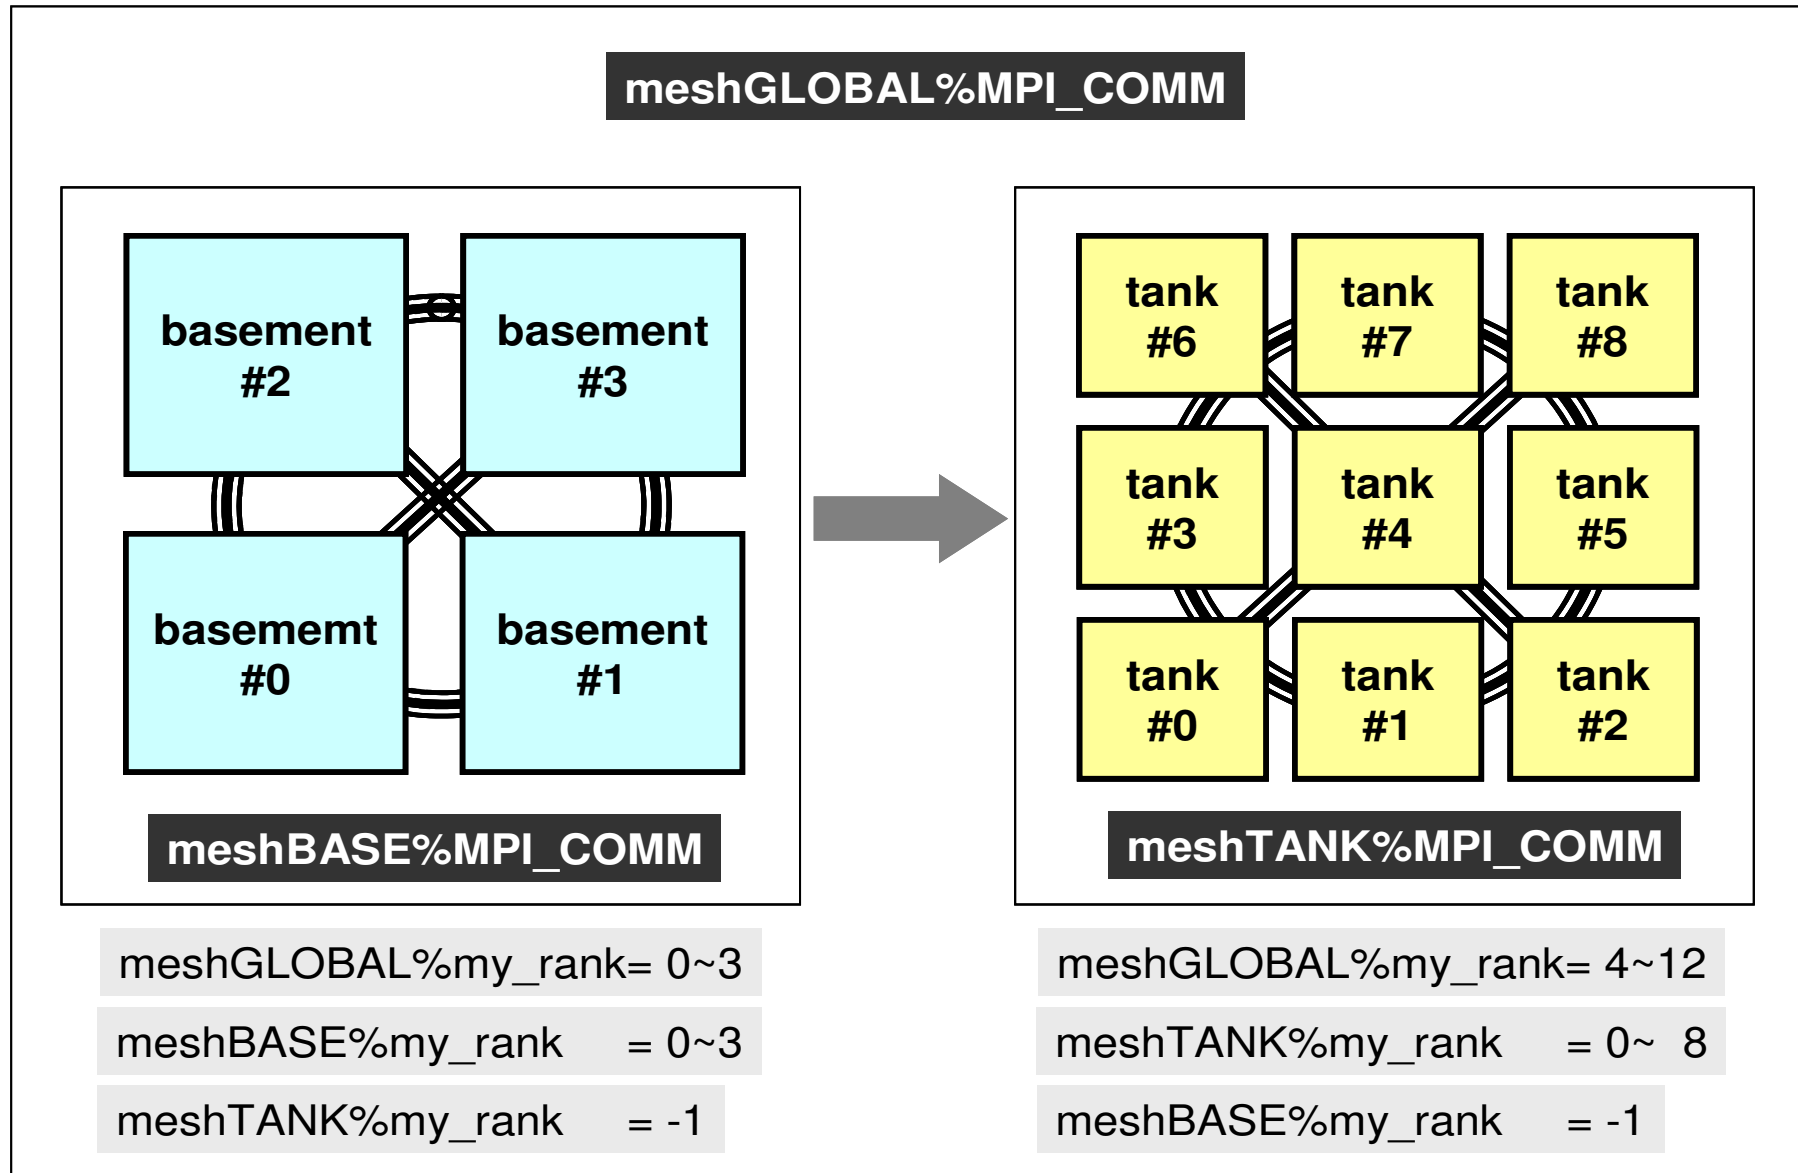 meshGLOBAL%MPI_COMM
basement
#2
basement
#3
basememt
#0
basement
#1
meshBASE%MPI_COMM
tank
#6
tank
#7
tank
#8
tank
#3
tank
#4
tank
#5
tank
#0
tank
#1
tank
#2
meshTANK%MPI_COMM
meshGLOBAL%my_rank= 0~3
meshBASE%my_rank = 0~3
meshTANK%my_rank = -1
meshGLOBAL%my_rank= 4~12
meshTANK%my_rank = 0~ 8
meshBASE%my_rank = -1